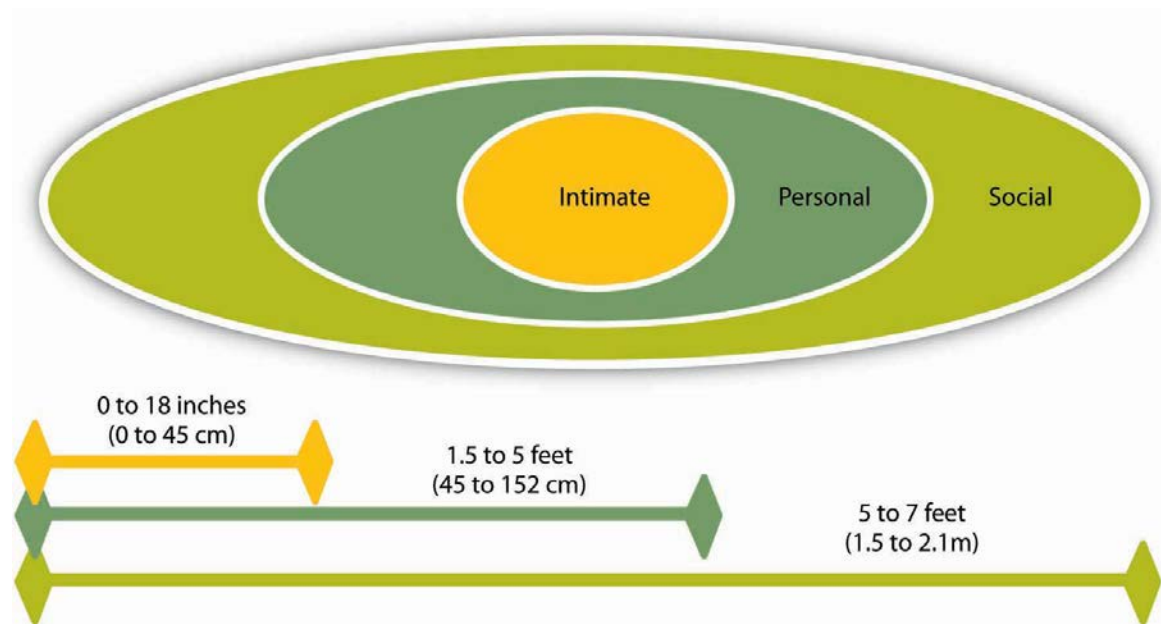 Intimate
Personal
Social
0 to 18 inches
(0 to 45 cm)
1.5 to 5 feet
(45 to 152 cm)
5 to 7 feet
(1.5 to 2.1m)